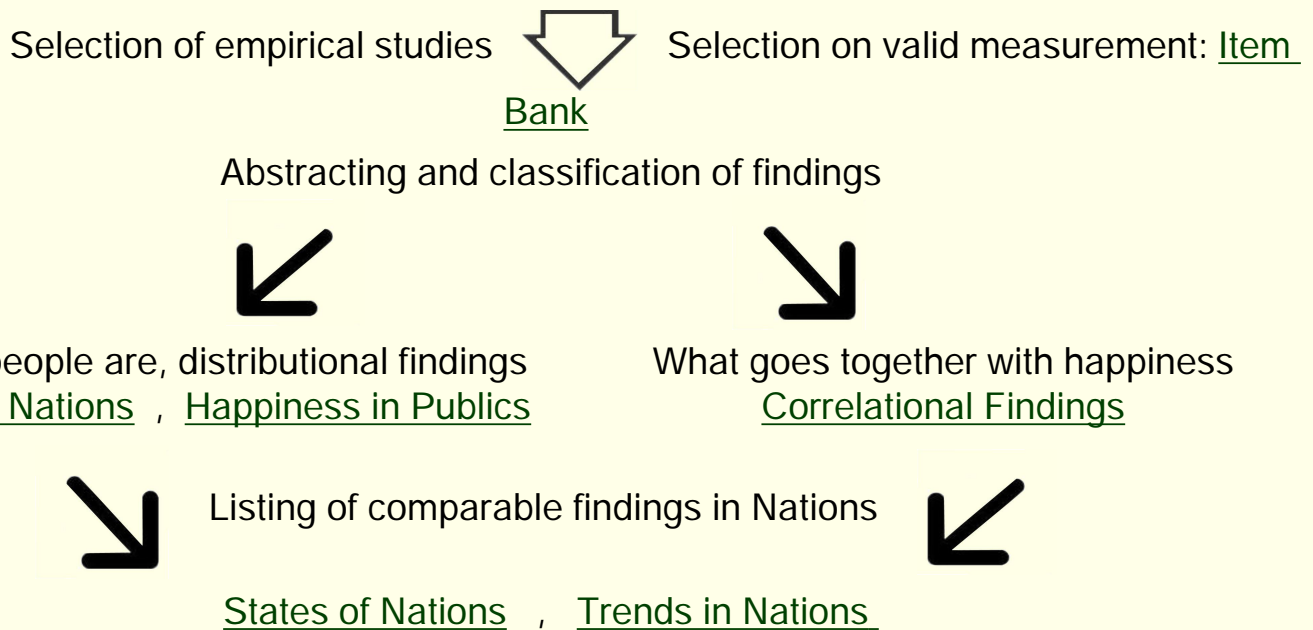 Selection of empirical studies Selection on valid measurement: Item
Bank
Abstracting and classification of findings
people are, distributional findings What goes together with happiness
Nations , Happiness in Publics Correlational Findings
Listing of comparable findings in Nations
States of Nations , Trends in Nations